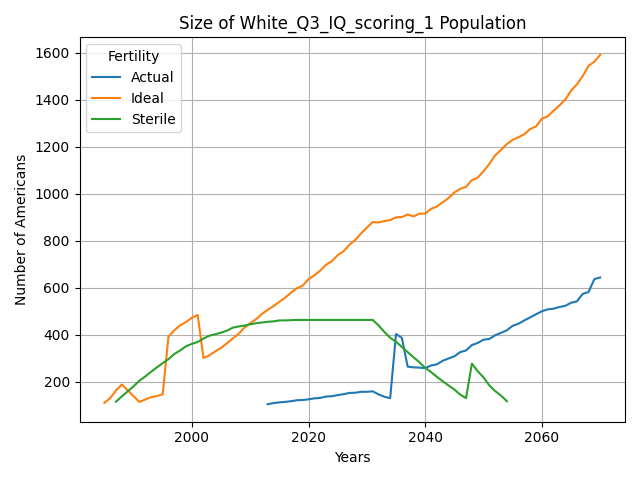 Size of White_Q3_IQ_scoring_1 Population
Fertility
Actual
Ideal
Sterile
Number of Americans
1600
1400
1200
1000
800
600
400
200
2000
2020
2040
2060
Years